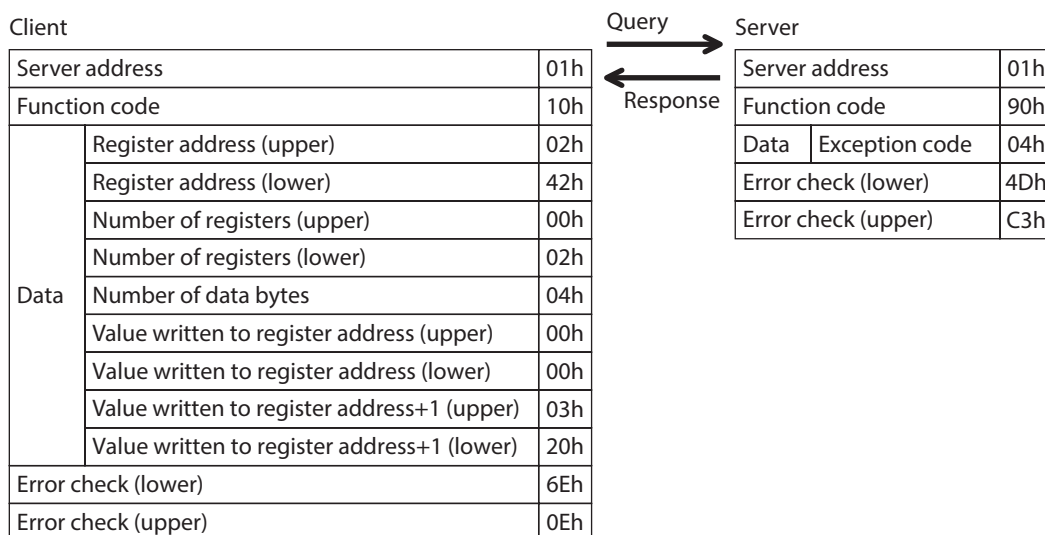 Client
Query
Server
Response
Server address 01h
Function code 10h
Data
Register address (upper) 02h
Register address (lower) 42h
Number of registers (upper) 00h
Number of registers (lower) 02h
Number of data bytes 04h
Value written to register address (upper) 00h
Value written to register address (lower) 00h
Value written to register address+1 (upper) 03h
Value written to register address+1 (lower) 20h
Error check (lower) 6Eh
Error check (upper) 0Eh
Server address 01h
Function code 90h
Data Exception code 04h
Error check (lower) 4Dh
Error check (upper) C3h